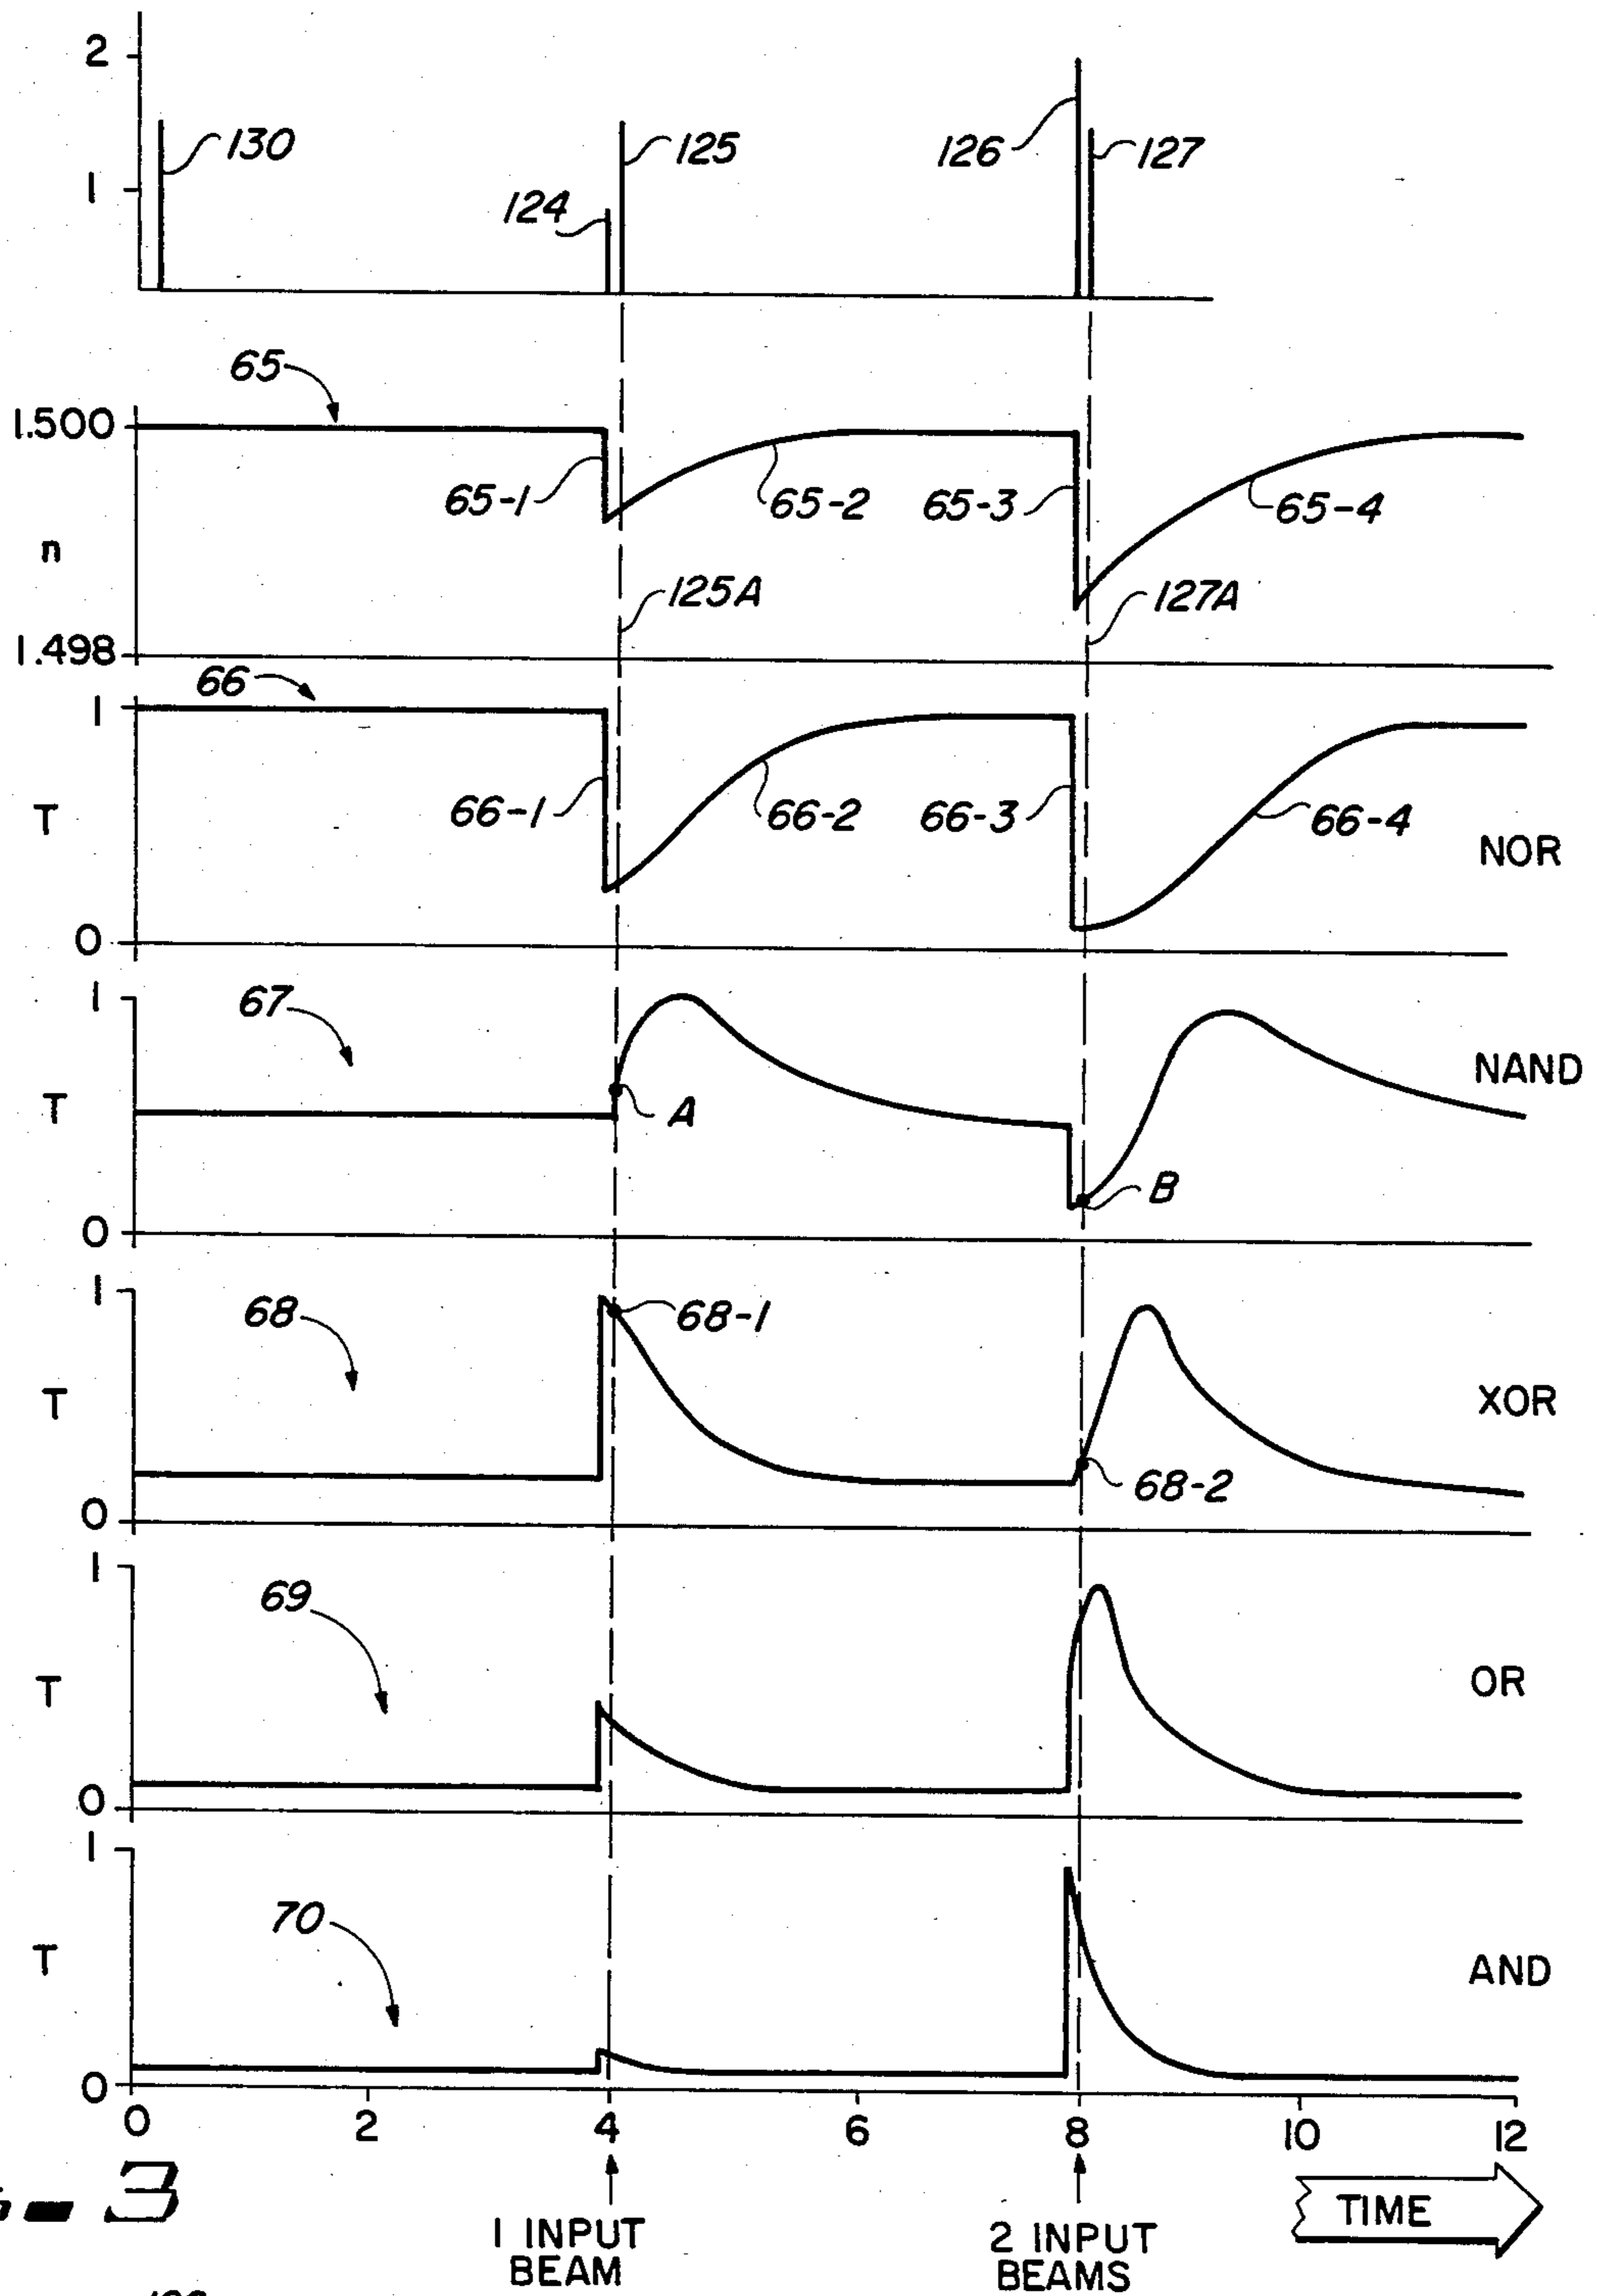 2
130
125
126
127
1
124
65
1.500
65-1
65-2
65-3
65-4
n
125A
127A
1.498
66
1
66-1
66-2
66-3
66-4
T
NOR
0
1
67
NAND
T
A
B
0
1
68
68-1
T
XOR
68-2
0
1
69
T
OR
0
1
70
T
AND
0
0 2 4 6 8 10 12
3
TIME
1 INPUT
BEAM
2 INPUT
BEAMS